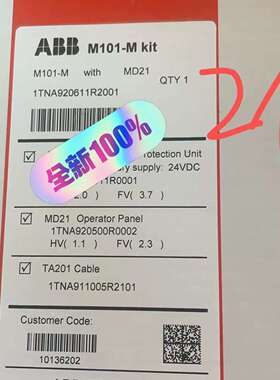 ABB M101-M kit
M101-M with MD21
QTY 1
1TNA920611R2001
全新100%
Protection Unit
supply: 24VDC
R0001
2.0 ) FV( 3.7 )
MD21 Operator Panel
1TNA920500R0002
HV( 1.1 ) FV( 2.3 )
TA201 Cable
1TNA911005R2101
Customer Code:
10136202